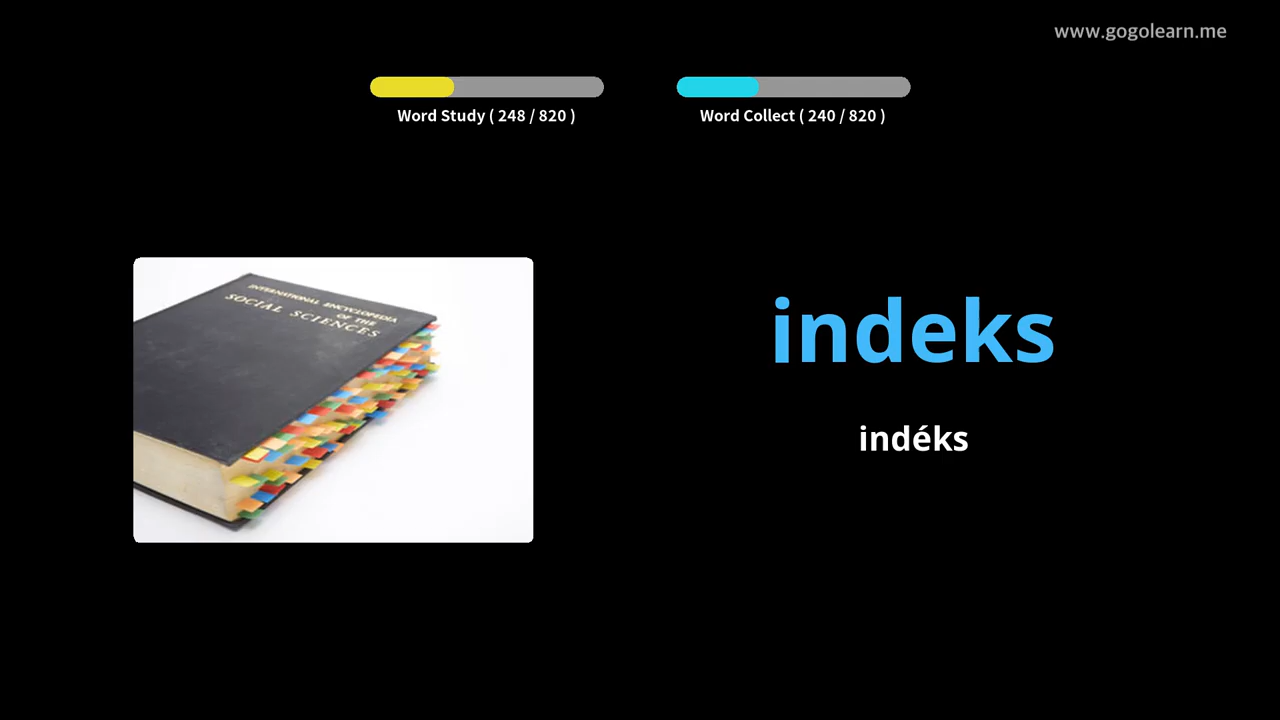 www.gogolearn.me
Word Study ( 248 / 820 )
Word Collect ( 240 / 820 )
INTERNATIONAL ENCYCLOPEDIA
OF THE
SOCIAL SCIENCES
indeks
indéks